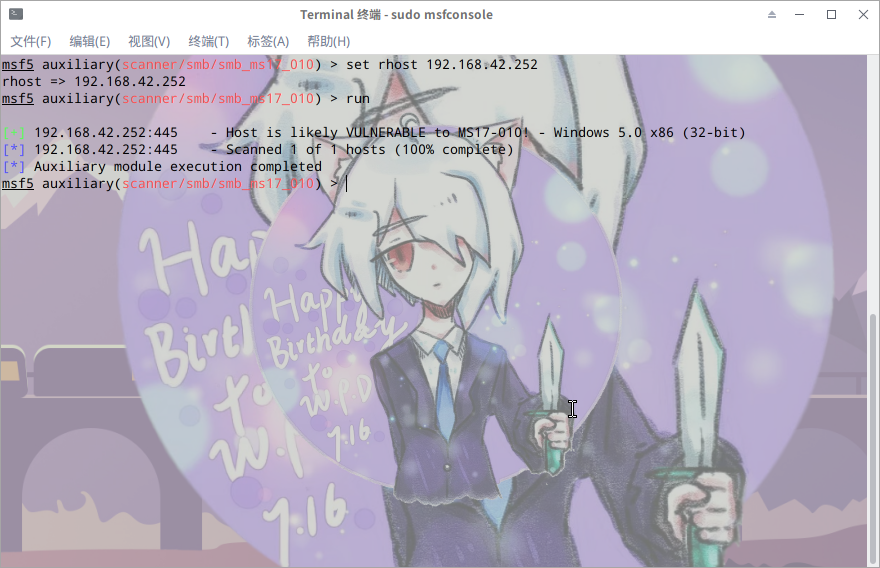 Terminal 终端 - sudo msfconsole
文件(F) 编辑(E) 视图(V) 终端(T) 标签(A) 帮助(H)
msf5 auxiliary(scanner/smb/smb_ms17_010) > set rhost 192.168.42.252
rhost => 192.168.42.252
msf5 auxiliary(scanner/smb/smb_ms17_010) > run
[+] 192.168.42.252:445 - Host is likely VULNERABLE to MS17-010! - Windows 5.0 x86 (32-bit)
[*] 192.168.42.252:445 - Scanned 1 of 1 hosts (100% complete)
[*] Auxiliary module execution completed
msf5 auxiliary(scanner/smb/smb_ms17_010) >
Happy
Birthday
to
W.P.D
7.16
to
7.16